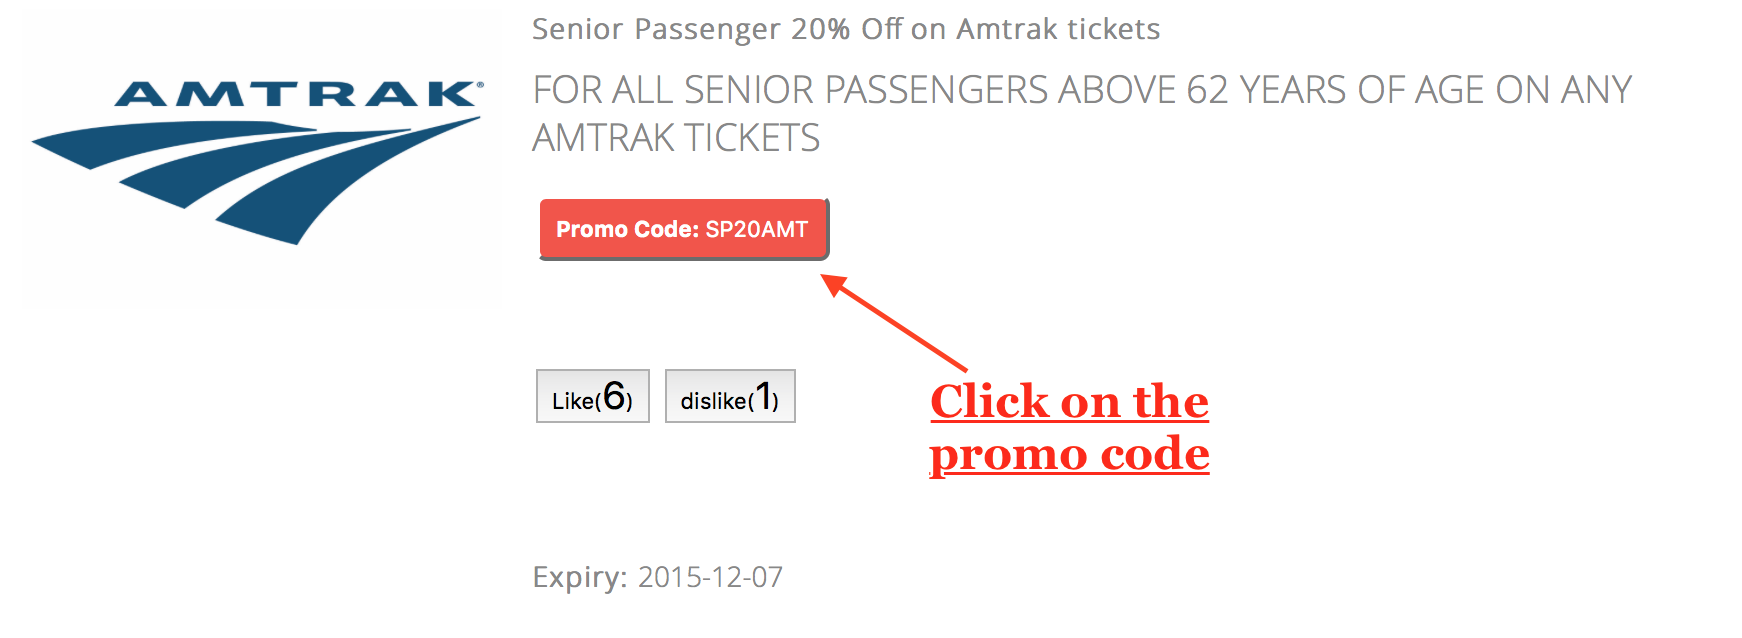 AMTRAK®
Senior Passenger 20% Off on Amtrak tickets
FOR ALL SENIOR PASSENGERS ABOVE 62 YEARS OF AGE ON ANY
AMTRAK TICKETS
Promo Code: SP20AMT
Like(6) dislike(1)
Click on the
promo code
Expiry: 2015-12-07